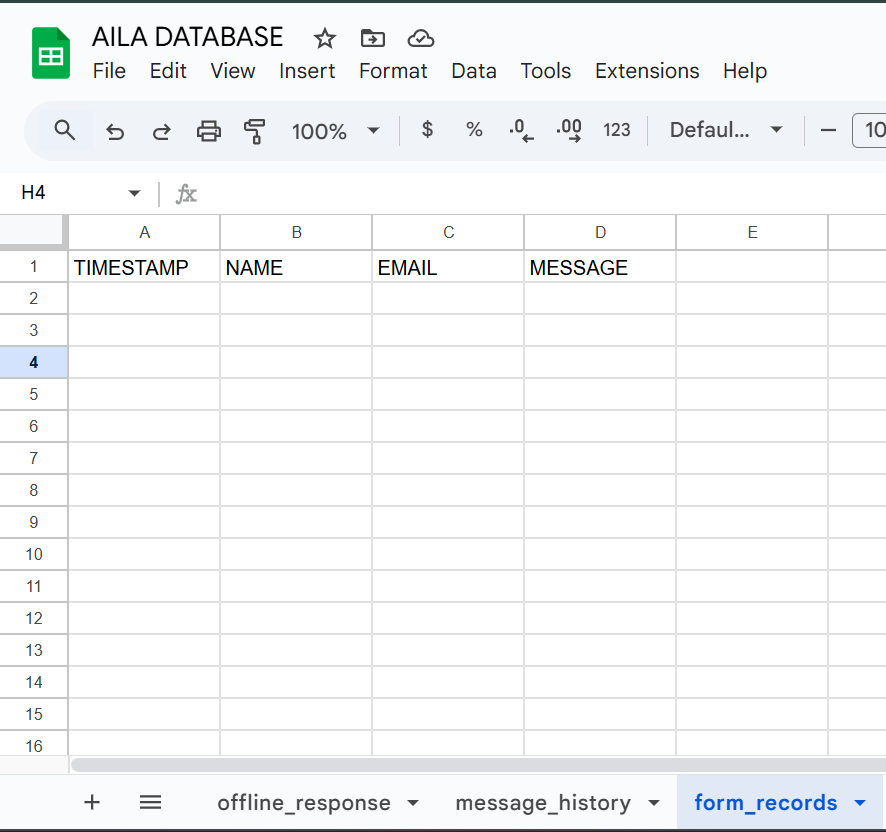 AILA DATABASE
File Edit View Insert Format Data Tools Extensions Help
100% $ % .0 .00 123 Defaul... 10
H4 fx
A B C D E
1 TIMESTAMP NAME EMAIL MESSAGE
2
3
4
5
6
7
8
9
10
11
12
13
14
15
16
offline_response message_history form_records